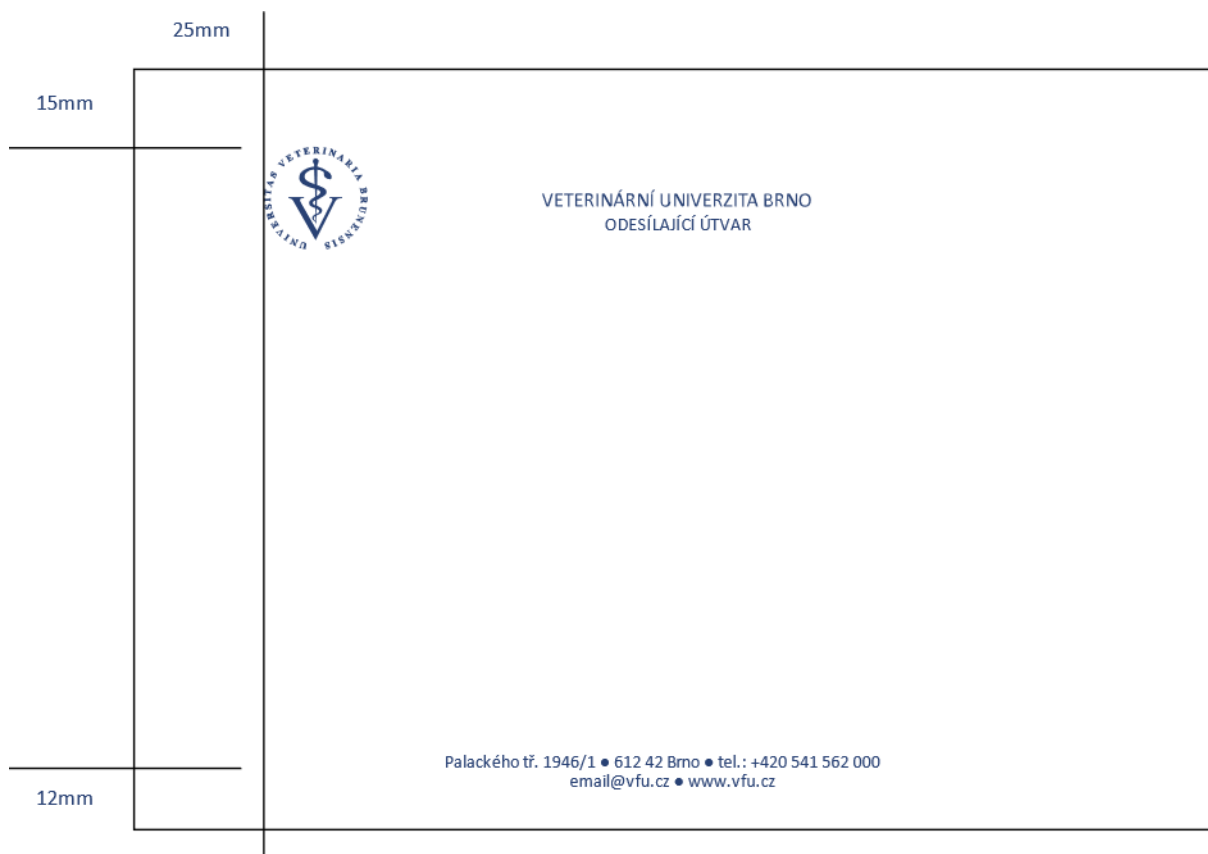 25mm
15mm
UNIVERSITAS VETERINARIA BRUNENSIS
VETERINÁRNÍ UNIVERZITA BRNO
ODESÍLAJÍCÍ ÚTVAR
Palackého tř. 1946/1 ● 612 42 Brno ● tel.: +420 541 562 000
email@vfu.cz ● www.vfu.cz
12mm